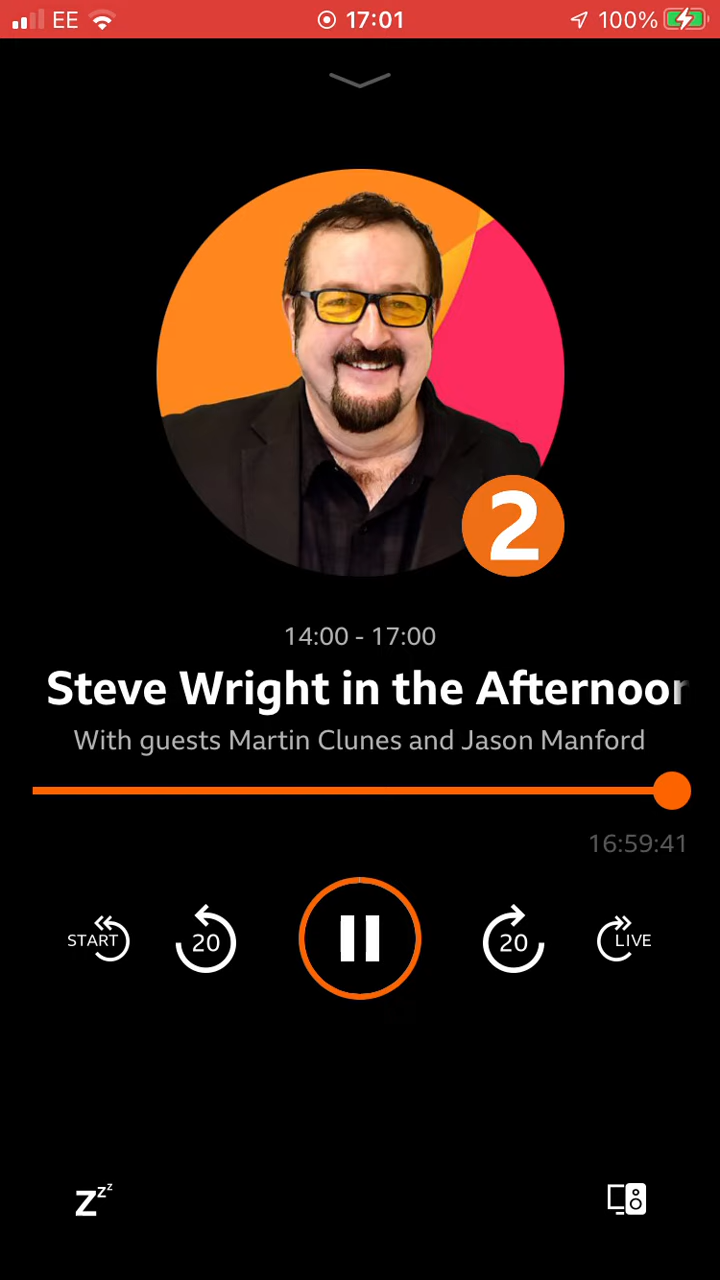 EE 17:01 100%
2
14:00 - 17:00
Steve Wright in the Afternoon
With guests Martin Clunes and Jason Manford
16:59:41
START 20 20 LIVE
Zzz